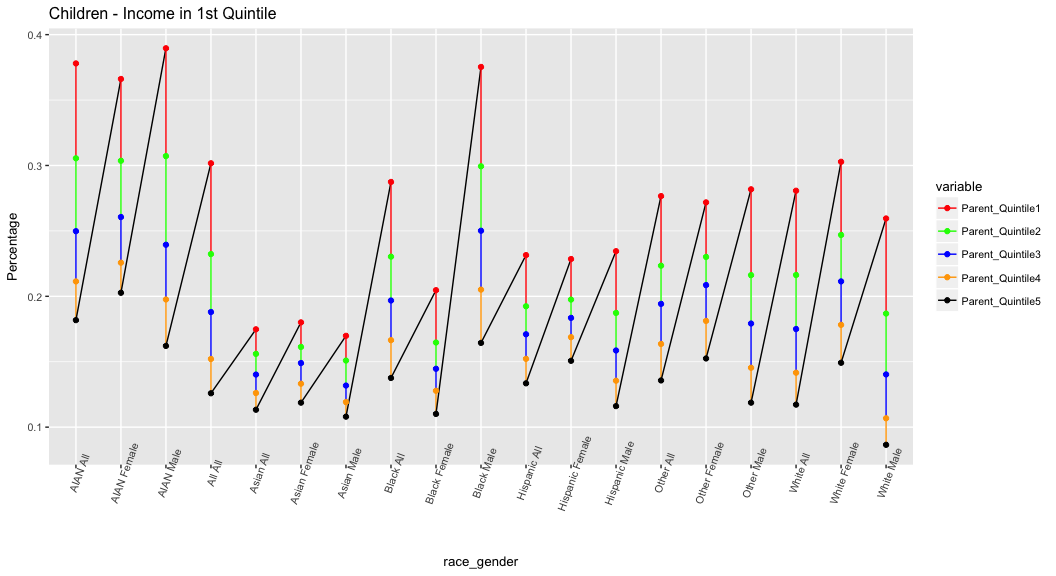 Children - Income in 1st Quintile
Percentage
0.4
0.3
0.2
0.1
AIAN All
AIAN Female
AIAN Male
All All
Asian All
Asian Female
Asian Male
Black All
Black Female
Black Male
Hispanic All
Hispanic Female
Hispanic Male
Other All
Other Female
Other Male
White All
White Female
White Male
race_gender
variable
Parent_Quintile1
Parent_Quintile2
Parent_Quintile3
Parent_Quintile4
Parent_Quintile5